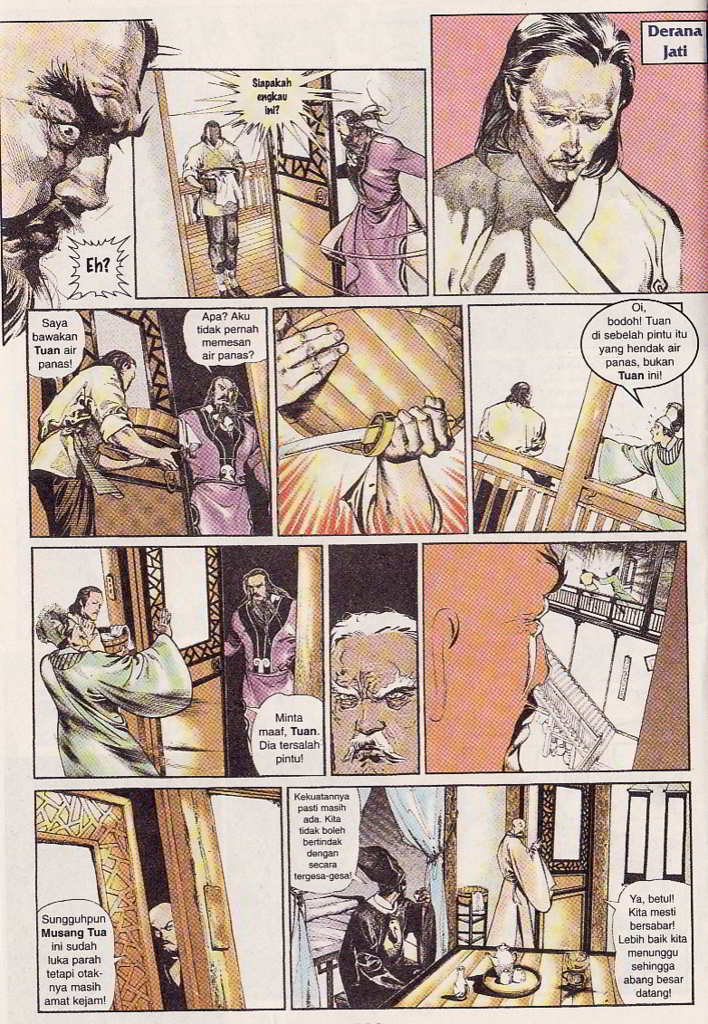 Derana
Jati
Siapakah
engkau
ini?
Eh?
Saya
bawakan
Tuan air
panas!
Apa? Aku
tidak pernah
memesan
air panas?
Oi,
bodoh! Tuan
di sebelah pintu itu
yang hendak air
panas, bukan
Tuan ini!
Minta
maaf, Tuan.
Dia tersalah
pintu!
Sungguhpun
Musang Tua
ini sudah
luka parah
tetapi otak-
nya masih
amat kejam!
Kekuatannya
pasti masih
ada. Kita
tidak boleh
bertindak
dengan
secara
tergesa-gesa!
Ya, betul!
Kita mesti
bersabar!
Lebih baik kita
menunggu
sehingga
abang besar
datang!